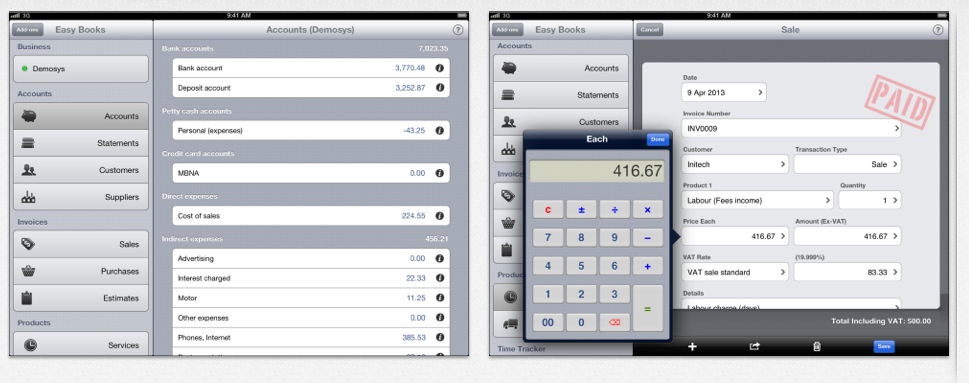 3G 9:41 AM
Add-ons Easy Books Accounts (Demosys) ?
Business
Demosys
Accounts
Accounts
Statements
Customers
Suppliers
Invoices
Sales
Purchases
Estimates
Products
Services
Bank accounts 7,023.35
Bank account 3,770.48
Deposit account 3,252.87
Petty cash accounts
Personal (expenses) -43.25
Credit card accounts
MBNA 0.00
Direct expenses
Cost of sales 224.55
Indirect expenses 456.21
Advertising 0.00
Interest charged 22.33
Motor 11.25
Other expenses 0.00
Phones, Internet 385.53
3G 9:41 AM
Add-ons Easy Books Cancel Sale ?
Accounts
Accounts
Statements
Customers
Invoice
Produc
Time Tracker
Each Done
416.67
C ± ÷ ×
7 8 9 −
4 5 6 +
1 2 3
00 0 =
Date
9 Apr 2013
PAID
Invoice Number
INV0009
Customer Transaction Type
Initech Sale
Product 1 Quantity
Labour (Fees income) 1
Price Each Amount (Ex-VAT)
416.67 416.67
VAT Rate (19.999%)
VAT sale standard 83.33
Details
Labour charge (days)
Total Including VAT: 500.00
Save